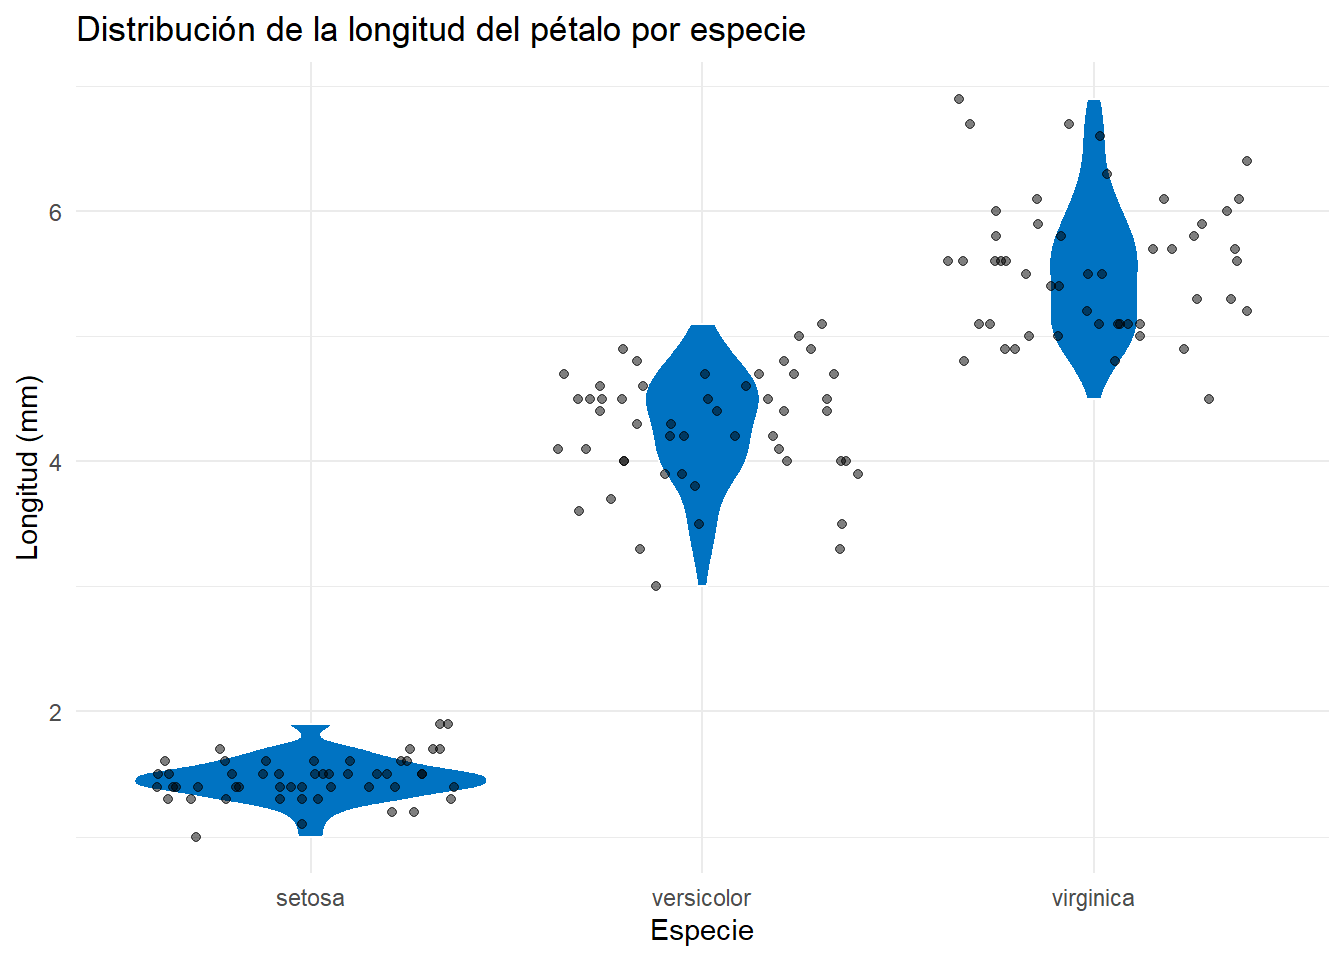 Distribución de la longitud del pétalo por especie
Longitud (mm)
6
4
2
setosa versicolor virginica
Especie